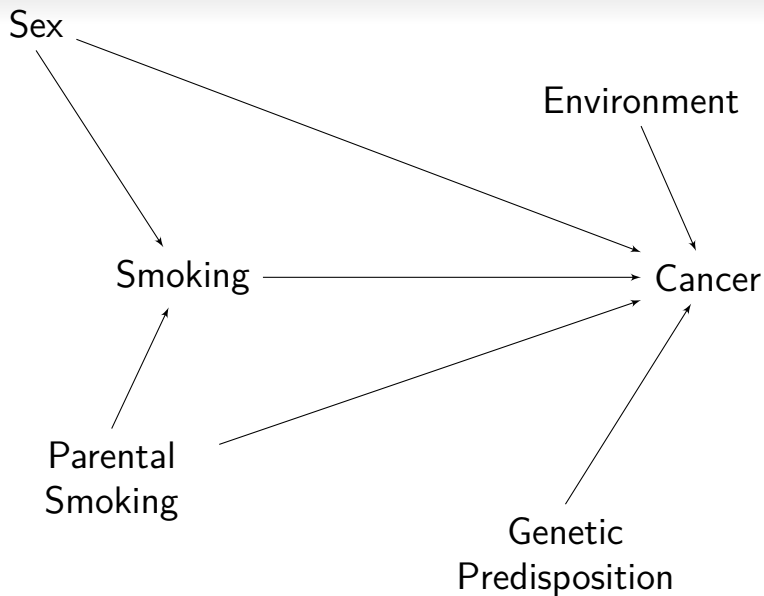 Sex
Environment
Smoking
Cancer
Parental
Smoking
Genetic
Predisposition